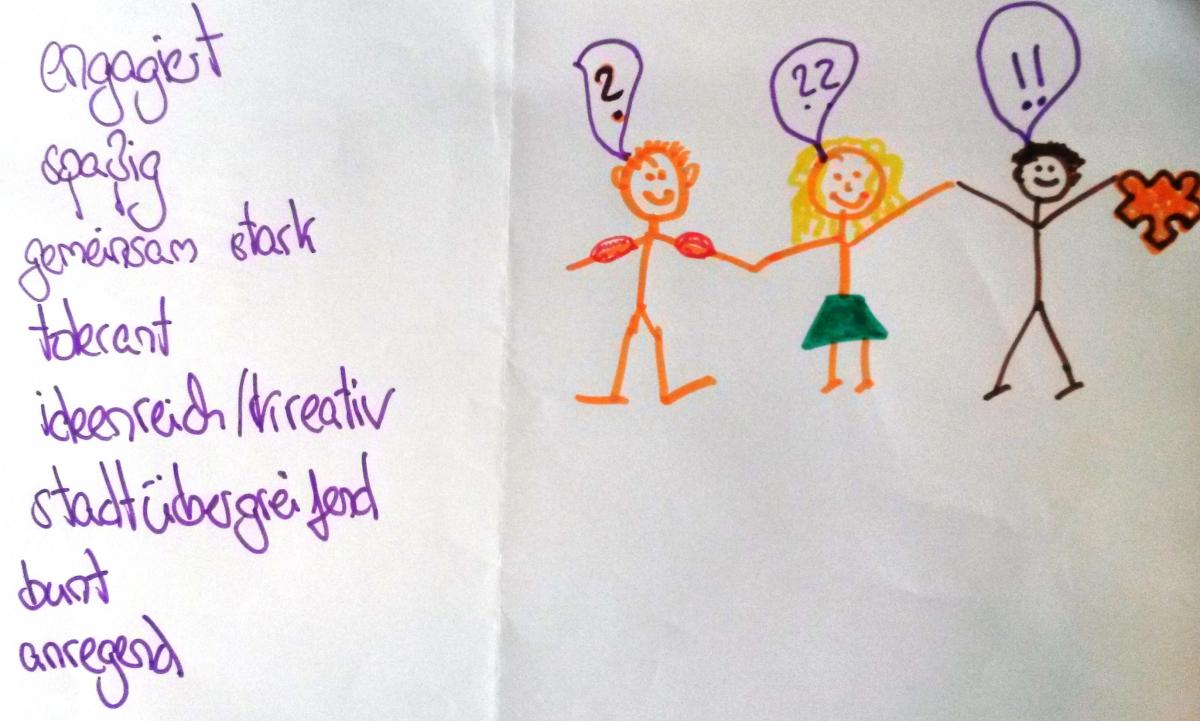 engagiert
spaßig
gemeinsam stark
tolerant
ideenreich/kreativ
stadtübergreifend
bunt
anregend
?
??
!!